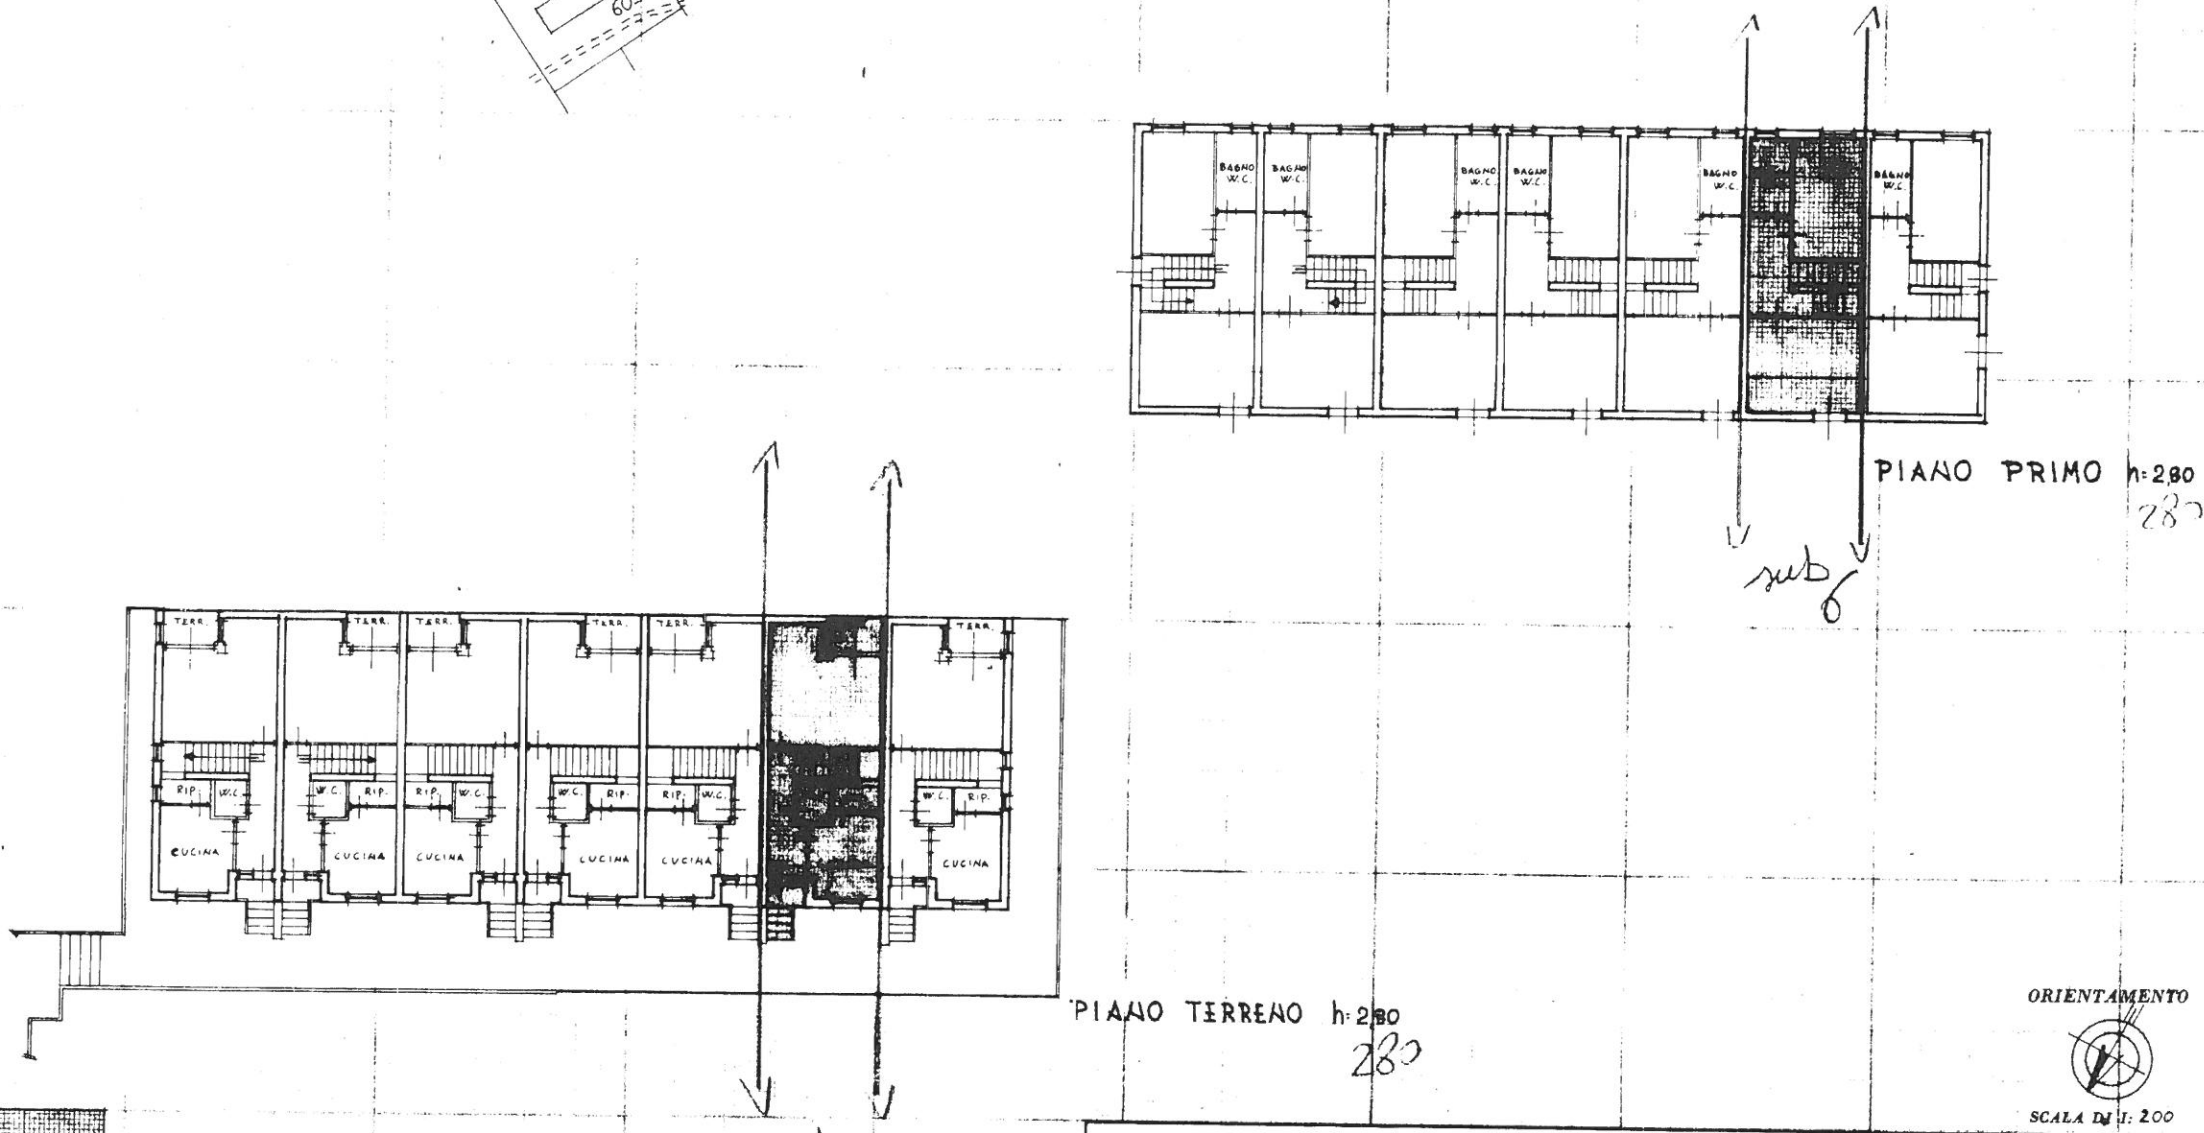 60
BAGNO W.C.
BAGNO W.C.
BAGNO W.C.
BAGNO W.C.
BAGNO W.C.
BAGNO W.C.
PIANO PRIMO h=2,80
280
sub 6
TERR. TERR. TERR. TERR. TERR. TERR.
RIP. W.C. W.C. RIP. RIP. W.C. W.C. RIP. RIP. W.C. W.C. RIP.
CUCINA CUCINA CUCINA CUCINA CUCINA CUCINA
PIANO TERRENO h=2,80
280
ORIENTAMENTO
SCALA DI 1: 200